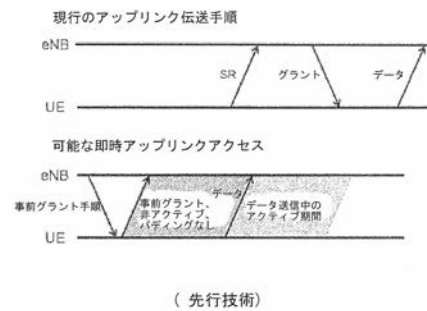 現行のアップリンク伝送手順
eNB
SR
グラント
データ
UE
可能な即時アップリンクアクセス
eNB
事前グラント手順
事前グラント、
非アクティブ、
パディングなし
データ
データ送信中の
アクティブ期間
UE
( 先行技術)